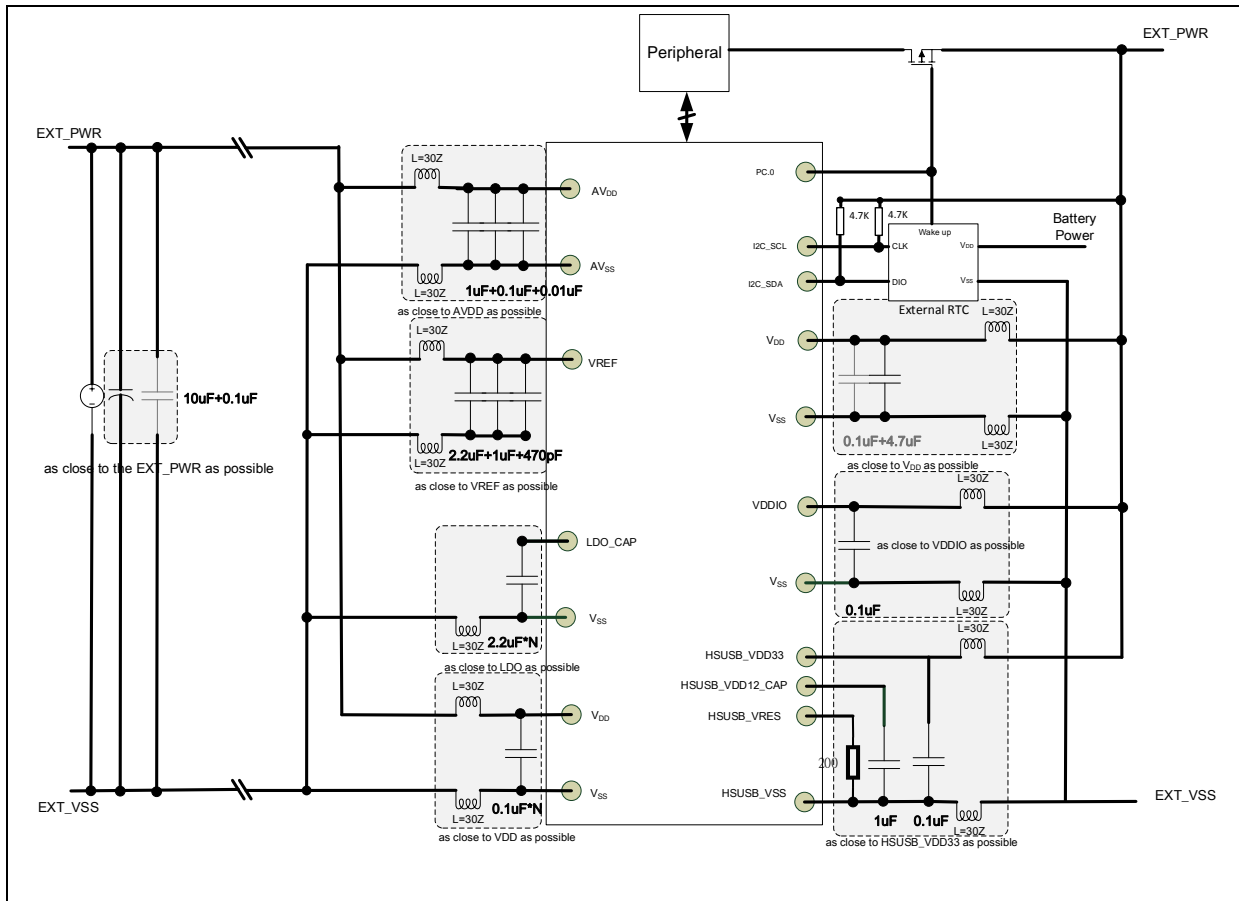 Peripheral
EXT_PWR
EXT_PWR
L=30Z
AVDD
AVSS
L=30Z
1uF+0.1uF+0.01uF
as close to AVDD as possible
L=30Z
VREF
L=30Z
2.2uF+1uF+470pF
as close to VREF as possible
10uF+0.1uF
as close to the EXT_PWR as possible
LDO_CAP
VSS
L=30Z
2.2uF*N
as close to LDO as possible
L=30Z
VDD
VSS
0.1uF*N
L=30Z
as close to VDD as possible
EXT_VSS
PC.0
4.7K
4.7K
Wake up
Battery
Power
I2C_SCL
CLK
VDD
I2C_SDA
DIO
VSS
External RTC
L=30Z
VDD
VSS
0.1uF+4.7uF
L=30Z
as close to VDD as possible
L=30Z
VDDIO
as close to VDDIO as possible
VSS
0.1uF
L=30Z
L=30Z
HSUSB_VDD33
HSUSB_VDD12_CAP
HSUSB_VRES
200
HSUSB_VSS
1uF
0.1uF
L=30Z
as close to HSUSB_VDD33 as possible
EXT_VSS